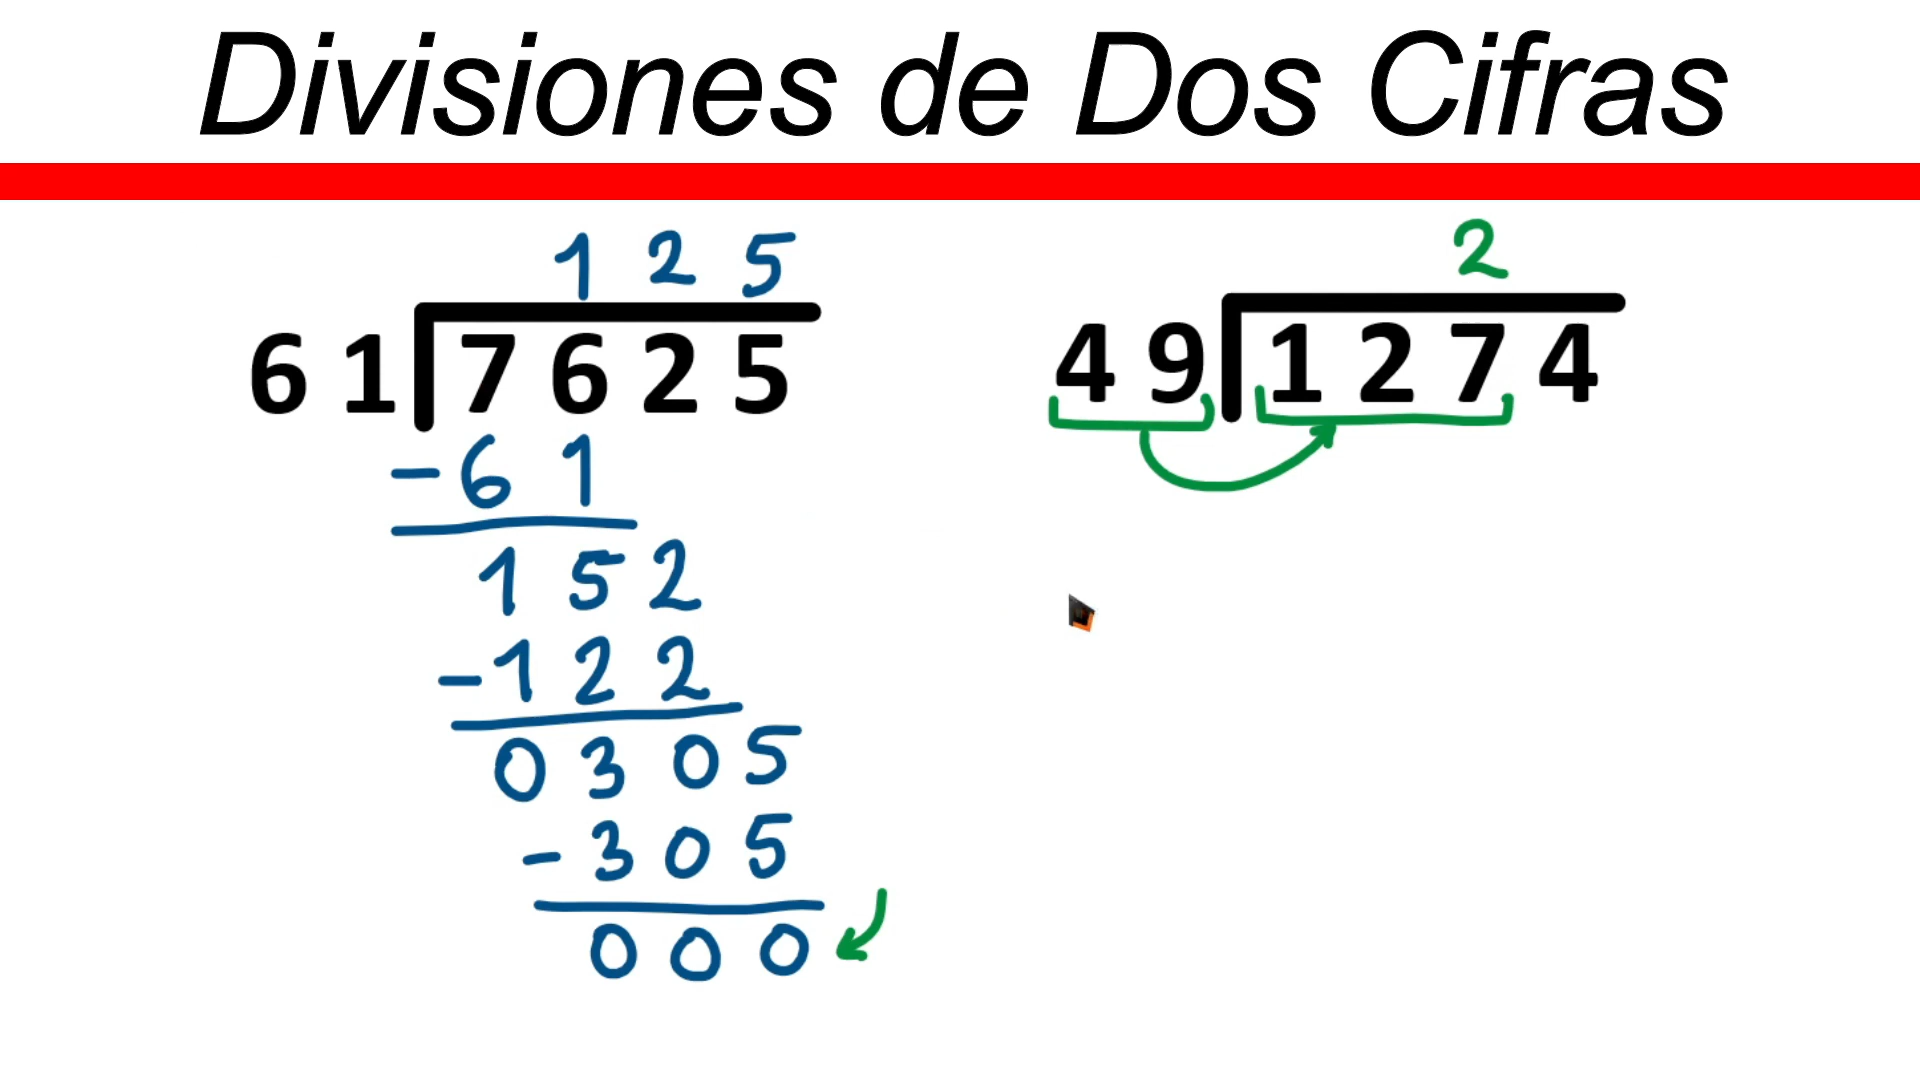 Divisiones de Dos Cifras
1 2 5
6 1 7 6 2 5
-6 1
1 5 2
-1 2 2
0 3 0 5
-3 0 5
0 0 0
2
4 9 1 2 7 4